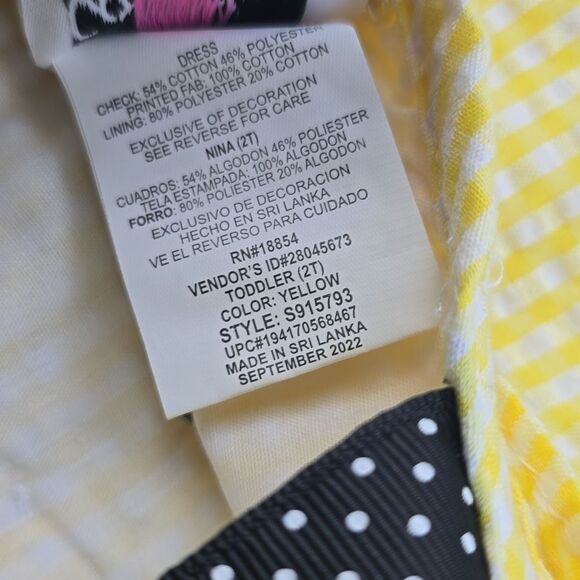 DRESS
CHECK: 54% COTTON 46% POLYESTER
PRINTED FAB: 100% COTTON
LINING: 80% POLYESTER 20% COTTON
EXCLUSIVE OF DECORATION
SEE REVERSE FOR CARE
NINA (2T)
CUADROS: 54% ALGODON 46% POLIESTER
TELA ESTAMPADA: 100% ALGODON
FORRO: 80% POLIESTER 20% ALGODON
EXCLUSIVO DE DECORACION
HECHO EN SRI LANKA
VE EL REVERSO PARA CUIDADO
RN#18854
VENDOR'S ID#28045673
TODDLER (2T)
COLOR: YELLOW
STYLE: S915793
UPC#194170568467
MADE IN SRI LANKA
SEPTEMBER 2022